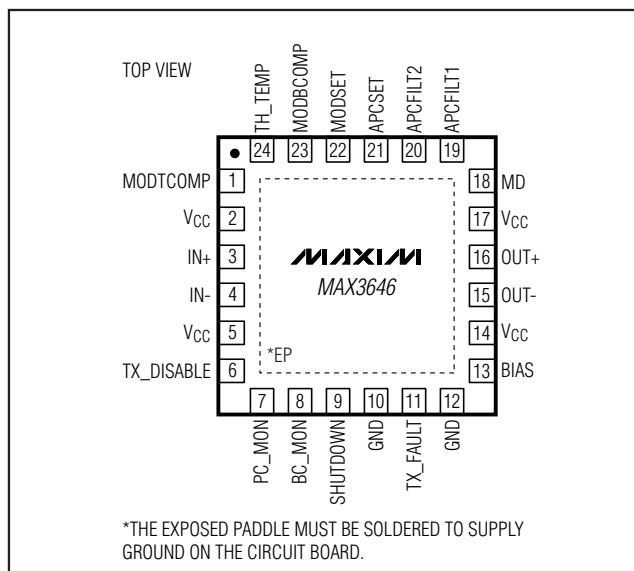 TOP VIEW
TH_TEMP
MODBCOMP
MODSET
APCSET
APCFILT2
APCFILT1
24
23
22
21
20
19
MODTCOMP 1
VCC 2
IN+ 3
IN- 4
VCC 5
TX_DISABLE 6
18 MD
17 VCC
16 OUT+
15 OUT-
14 VCC
13 BIAS
MAXIM
MAX3646
*EP
7
8
9
10
11
12
PC_MON
BC_MON
SHUTDOWN
GND
TX_FAULT
GND
*THE EXPOSED PADDLE MUST BE SOLDERED TO SUPPLY
GROUND ON THE CIRCUIT BOARD.